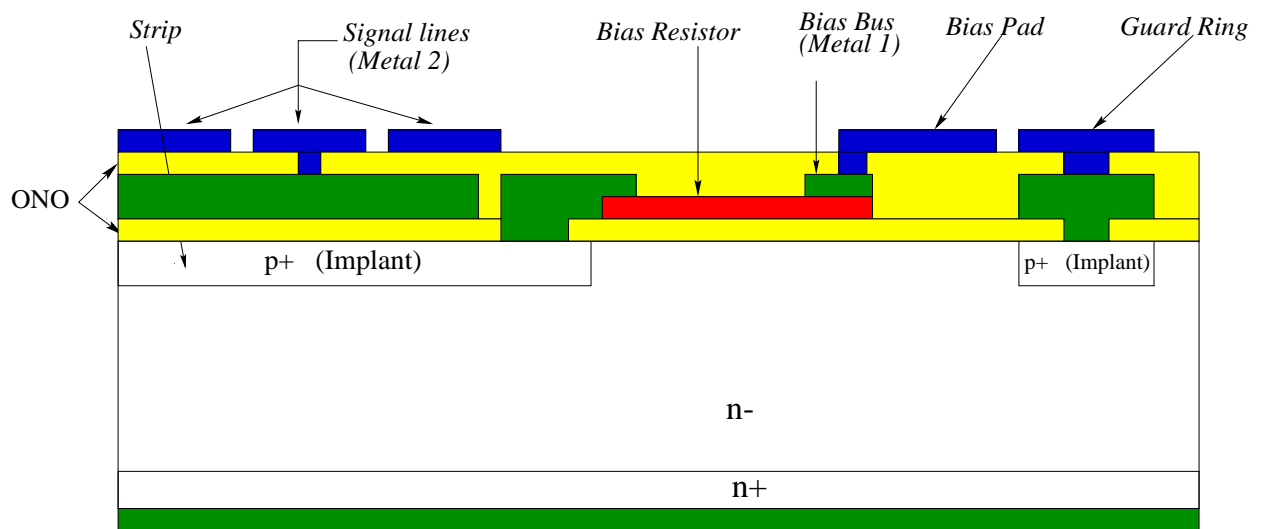 Strip
Signal lines
(Metal 2)
Bias Resistor
Bias Bus
(Metal 1)
Bias Pad
Guard Ring
ONO
p+ (Implant)
p+ (Implant)
n-
n+